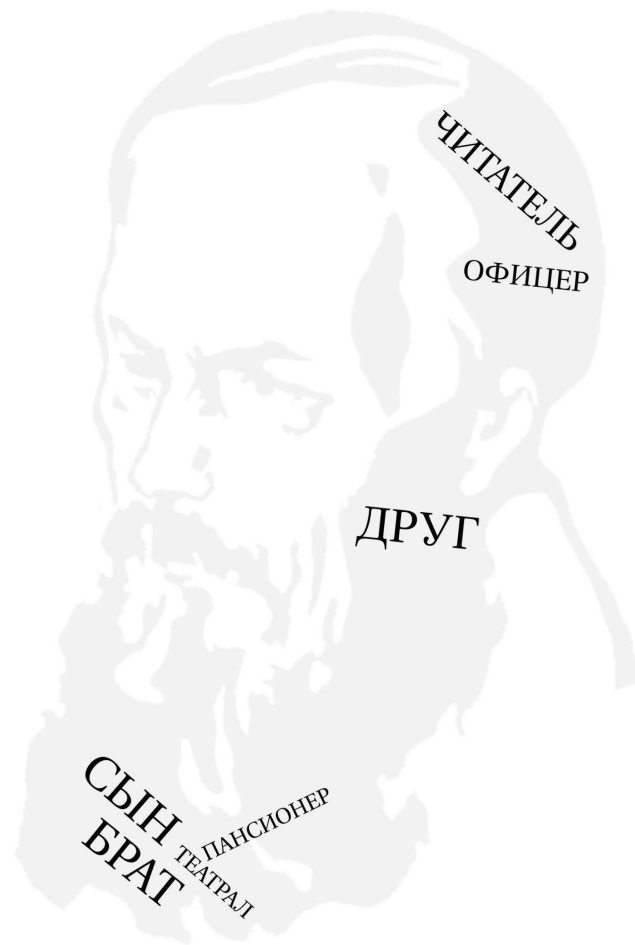 ЧИТАТЕЛЬ
ОФИЦЕР
ДРУГ
СЫН
ПАНСИОНЕР
ТЕАТРАЛ
БРАТ